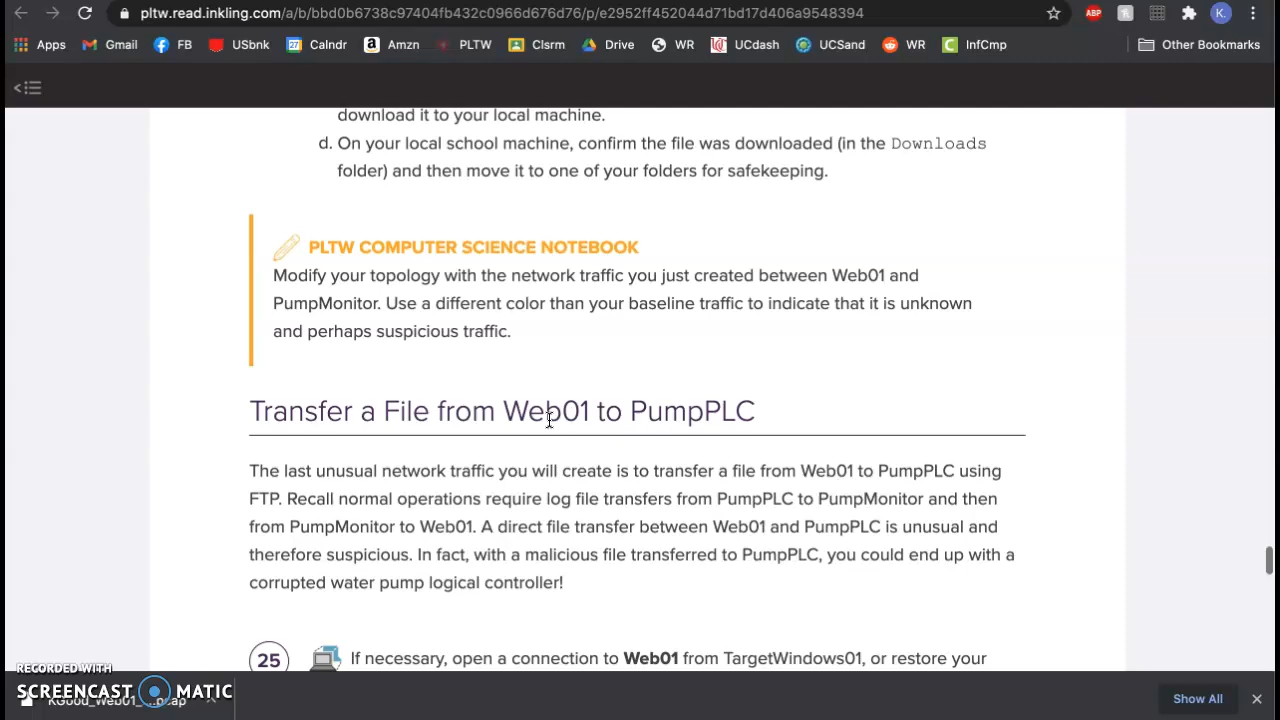 pltw.read.inkling.com/a/b/bbd0b6738c97404fb432c0966d676d76/p/e2952ff452044d71bd17d406a9548394
ABP
K
Apps Gmail FB USbnk Calndr Amzn PLTW Clsrm Drive WR UCdash UCSand WR InfCmp Other Bookmarks
download it to your local machine.
d. On your local school machine, confirm the file was downloaded (in the Downloads
folder) and then move it to one of your folders for safekeeping.
PLTW COMPUTER SCIENCE NOTEBOOK
Modify your topology with the network traffic you just created between Web01 and
PumpMonitor. Use a different color than your baseline traffic to indicate that it is unknown
and perhaps suspicious traffic.
Transfer a File from Web01 to PumpPLC
The last unusual network traffic you will create is to transfer a file from Web01 to PumpPLC using
FTP. Recall normal operations require log file transfers from PumpPLC to PumpMonitor and then
from PumpMonitor to Web01. A direct file transfer between Web01 and PumpPLC is unusual and
therefore suspicious. In fact, with a malicious file transferred to PumpPLC, you could end up with a
corrupted water pump logical controller!
25 If necessary, open a connection to Web01 from TargetWindows01, or restore your
RECORDED WITH
SCREENCAST MATIC
Show All